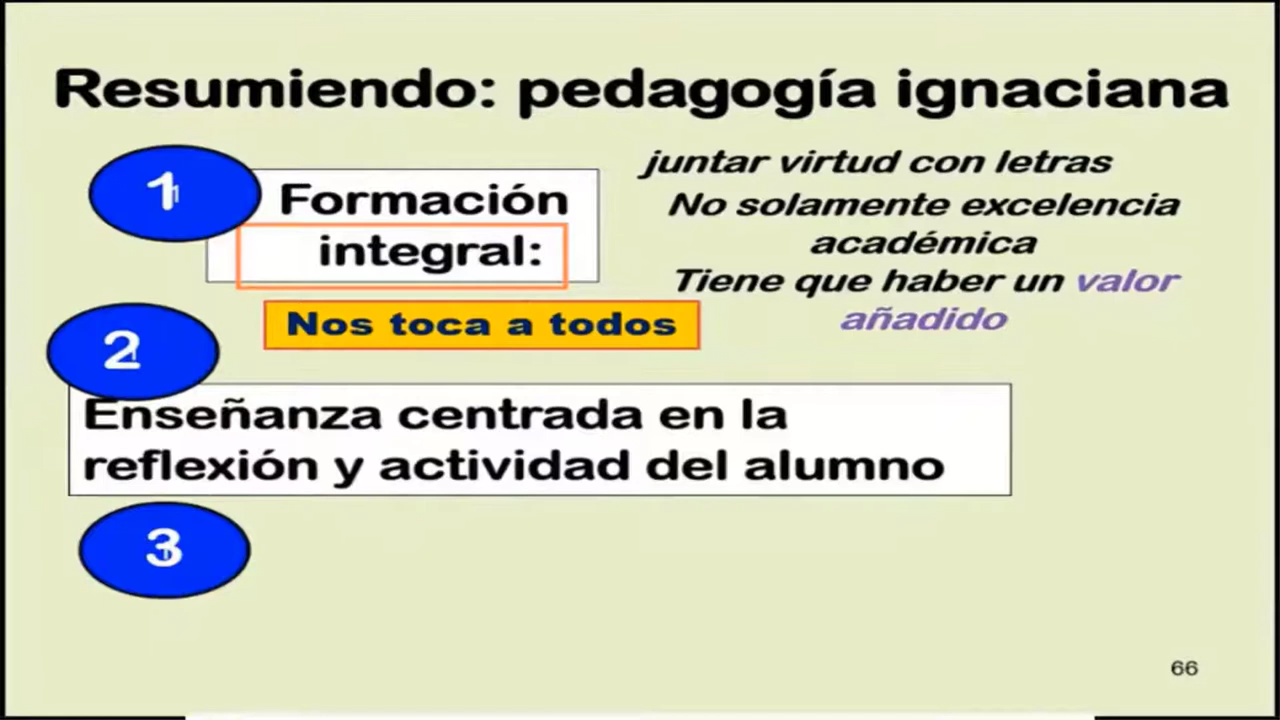 Resumiendo: pedagogía ignaciana
1
Formación
integral:
juntar virtud con letras
No solamente excelencia
académica
Tiene que haber un valor
añadido
Nos toca a todos
2
Enseñanza centrada en la
reflexión y actividad del alumno
3
66